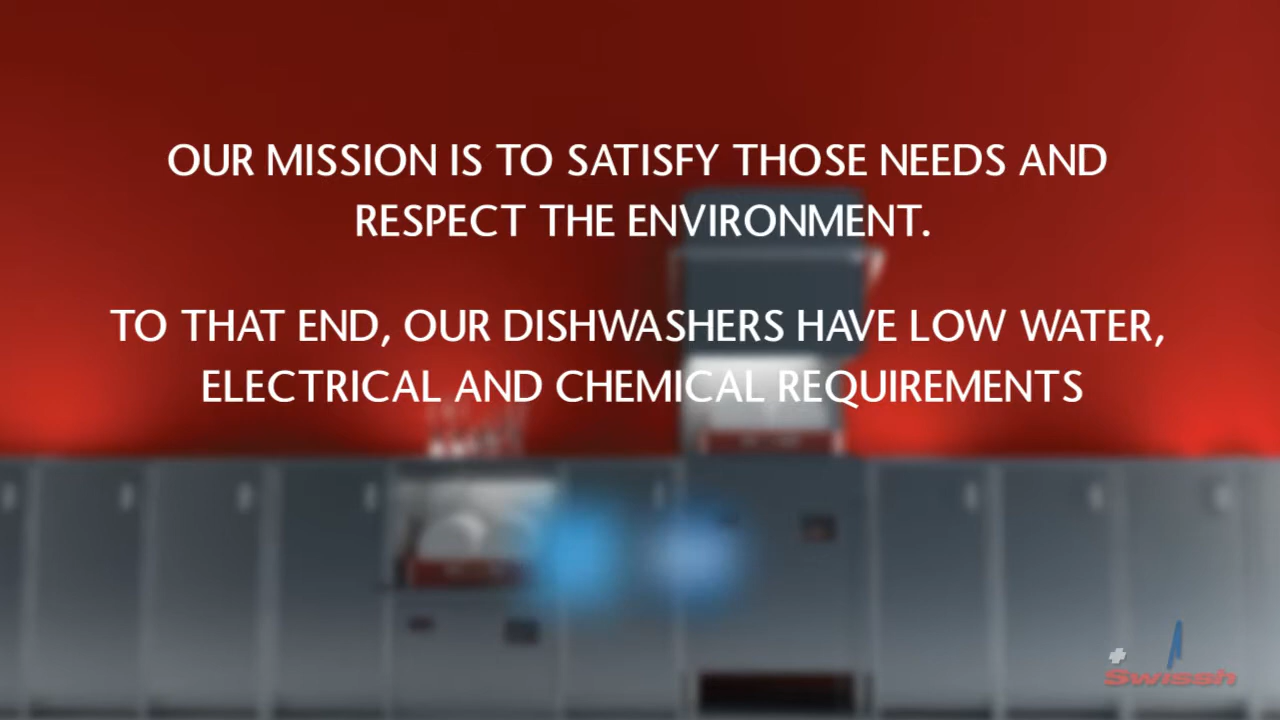 OUR MISSION IS TO SATISFY THOSE NEEDS AND
RESPECT THE ENVIRONMENT.
TO THAT END, OUR DISHWASHERS HAVE LOW WATER,
ELECTRICAL AND CHEMICAL REQUIREMENTS
Swissh